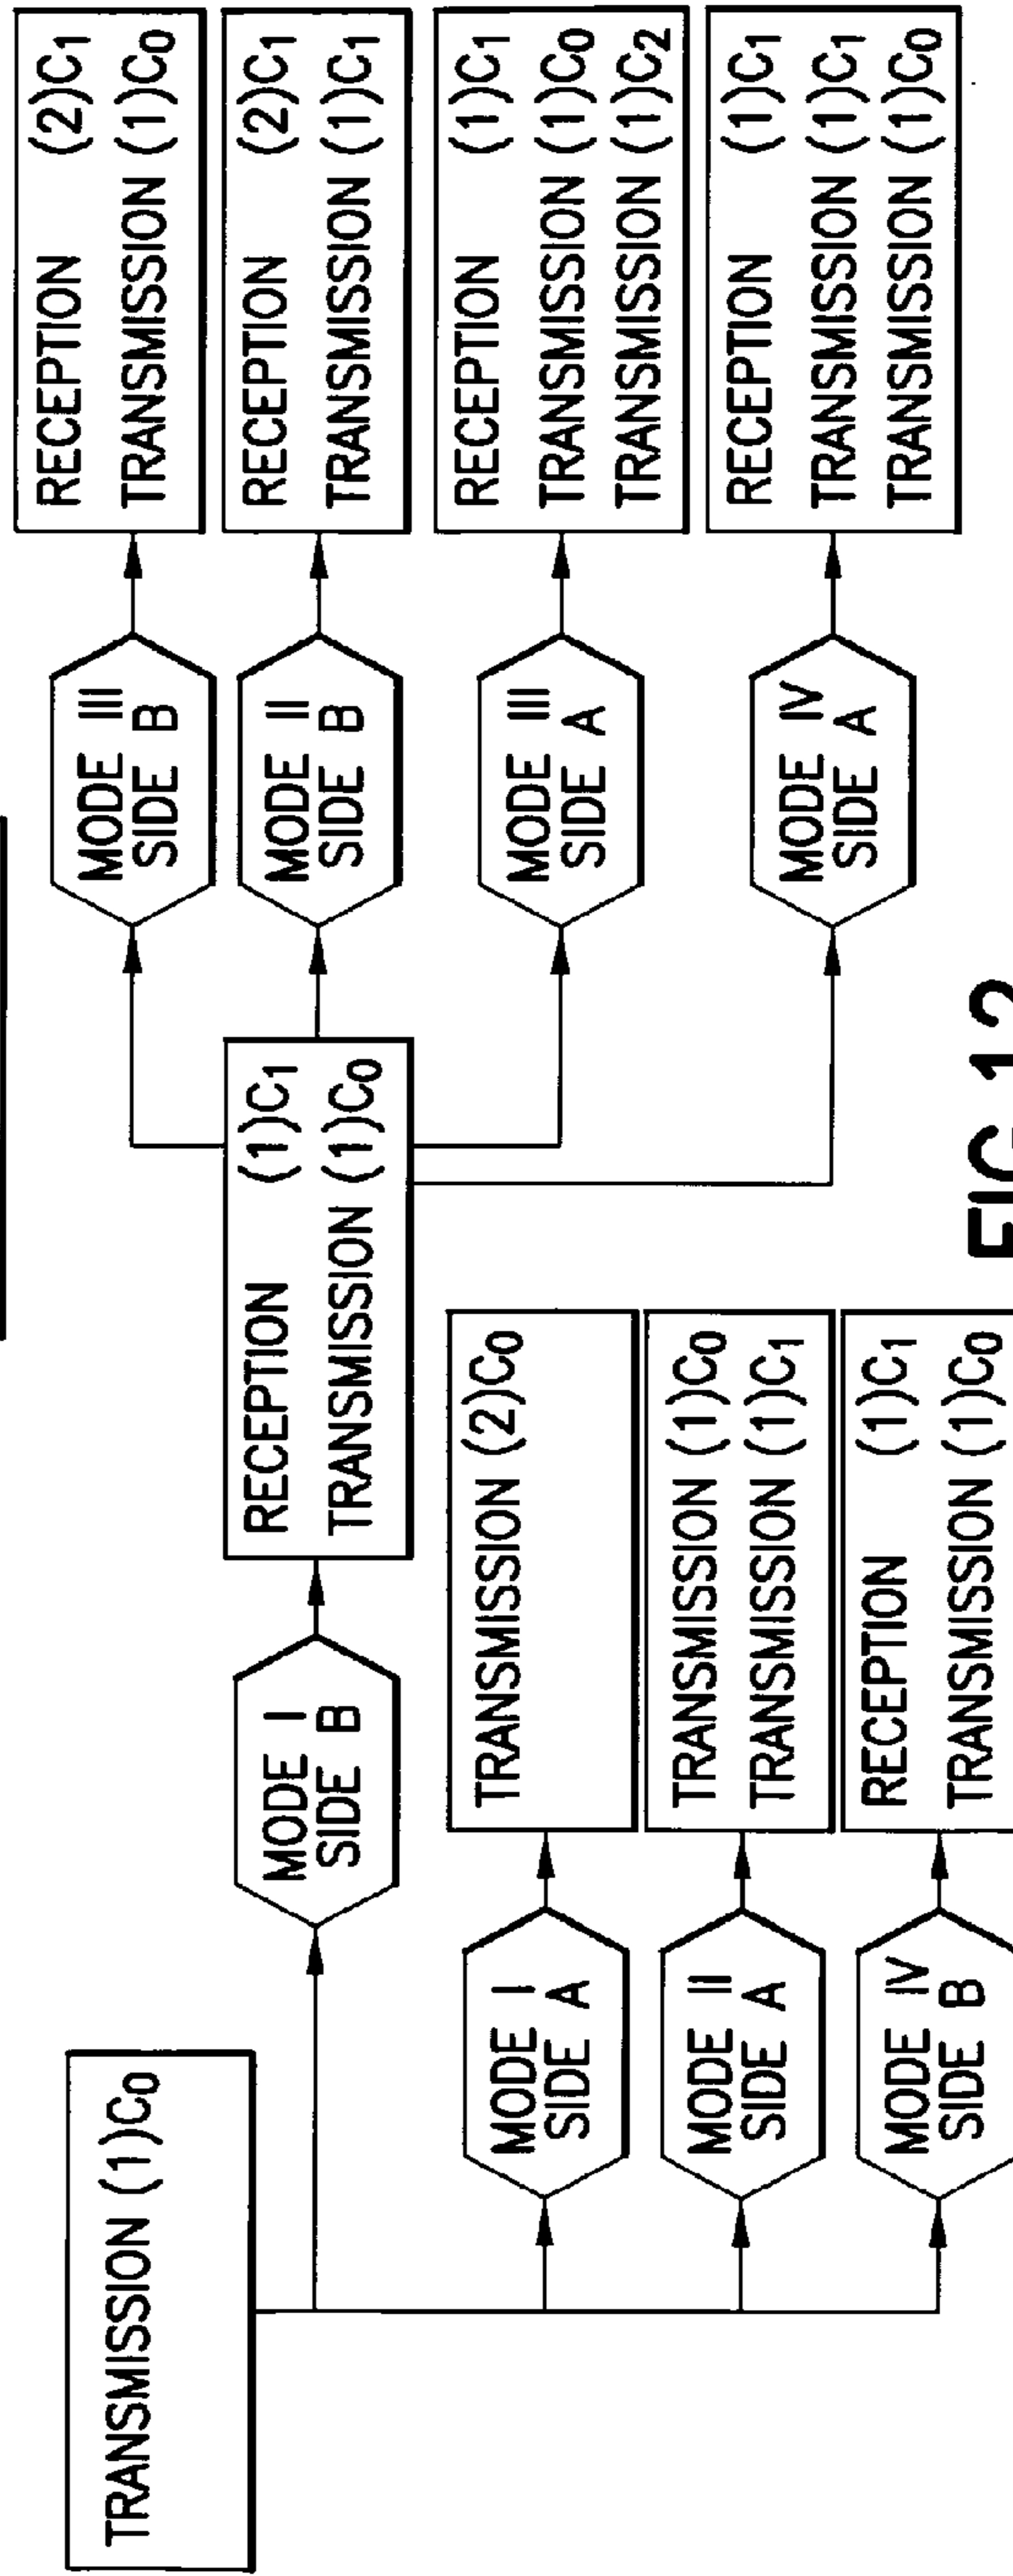 TRANSMISSION (1)C0
MODE I
SIDE B
RECEPTION (1)C1
TRANSMISSION (1)C0
MODE III
SIDE B
RECEPTION (2)C1
TRANSMISSION (1)C0
MODE II
SIDE B
RECEPTION (2)C1
TRANSMISSION (1)C1
MODE III
SIDE A
RECEPTION (1)C1
TRANSMISSION (1)C0
TRANSMISSION (1)C2
MODE IV
SIDE A
RECEPTION (1)C1
TRANSMISSION (1)C1
TRANSMISSION (1)C0
MODE I
SIDE A
TRANSMISSION (2)C0
MODE II
SIDE A
TRANSMISSION (1)C0
TRANSMISSION (1)C1
MODE IV
SIDE B
RECEPTION (1)C1
TRANSMISSION (1)C0